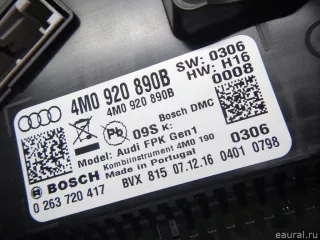 4M0 920 890B
4M0 920 890B
SW: 0306
HW: H16
0008
Bosch DMC
Pb
09S K:
Model: Audi FPK Gen1
Kombiinstrument 4M0 190
Made in Portugal
0306
BOSCH
0 263 720 417
BVX 815 07.12.16 0401 0798
eaural.ru